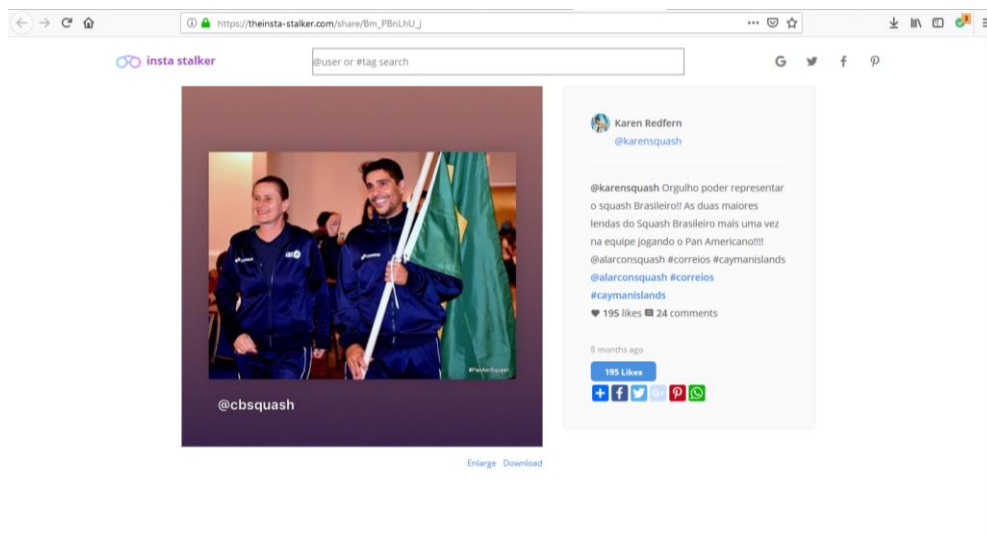 https://theinsta-stalker.com/share/Bm_PBnLhU_j
insta stalker
@user or #tag search
Karen Redfern
@karensquash
@karensquash Orgulho poder representar
o squash Brasileiro!! As duas maiores
lendas do Squash Brasileiro mais uma vez
na equipe jogando o Pan Americano!!!!
@alarconsquash #correios #caymanislands
@alarconsquash #correios
#caymanislands
195 likes 24 comments
6 months ago
195 Likes
#PanAmSquash
@cbsquash
Enlarge Download